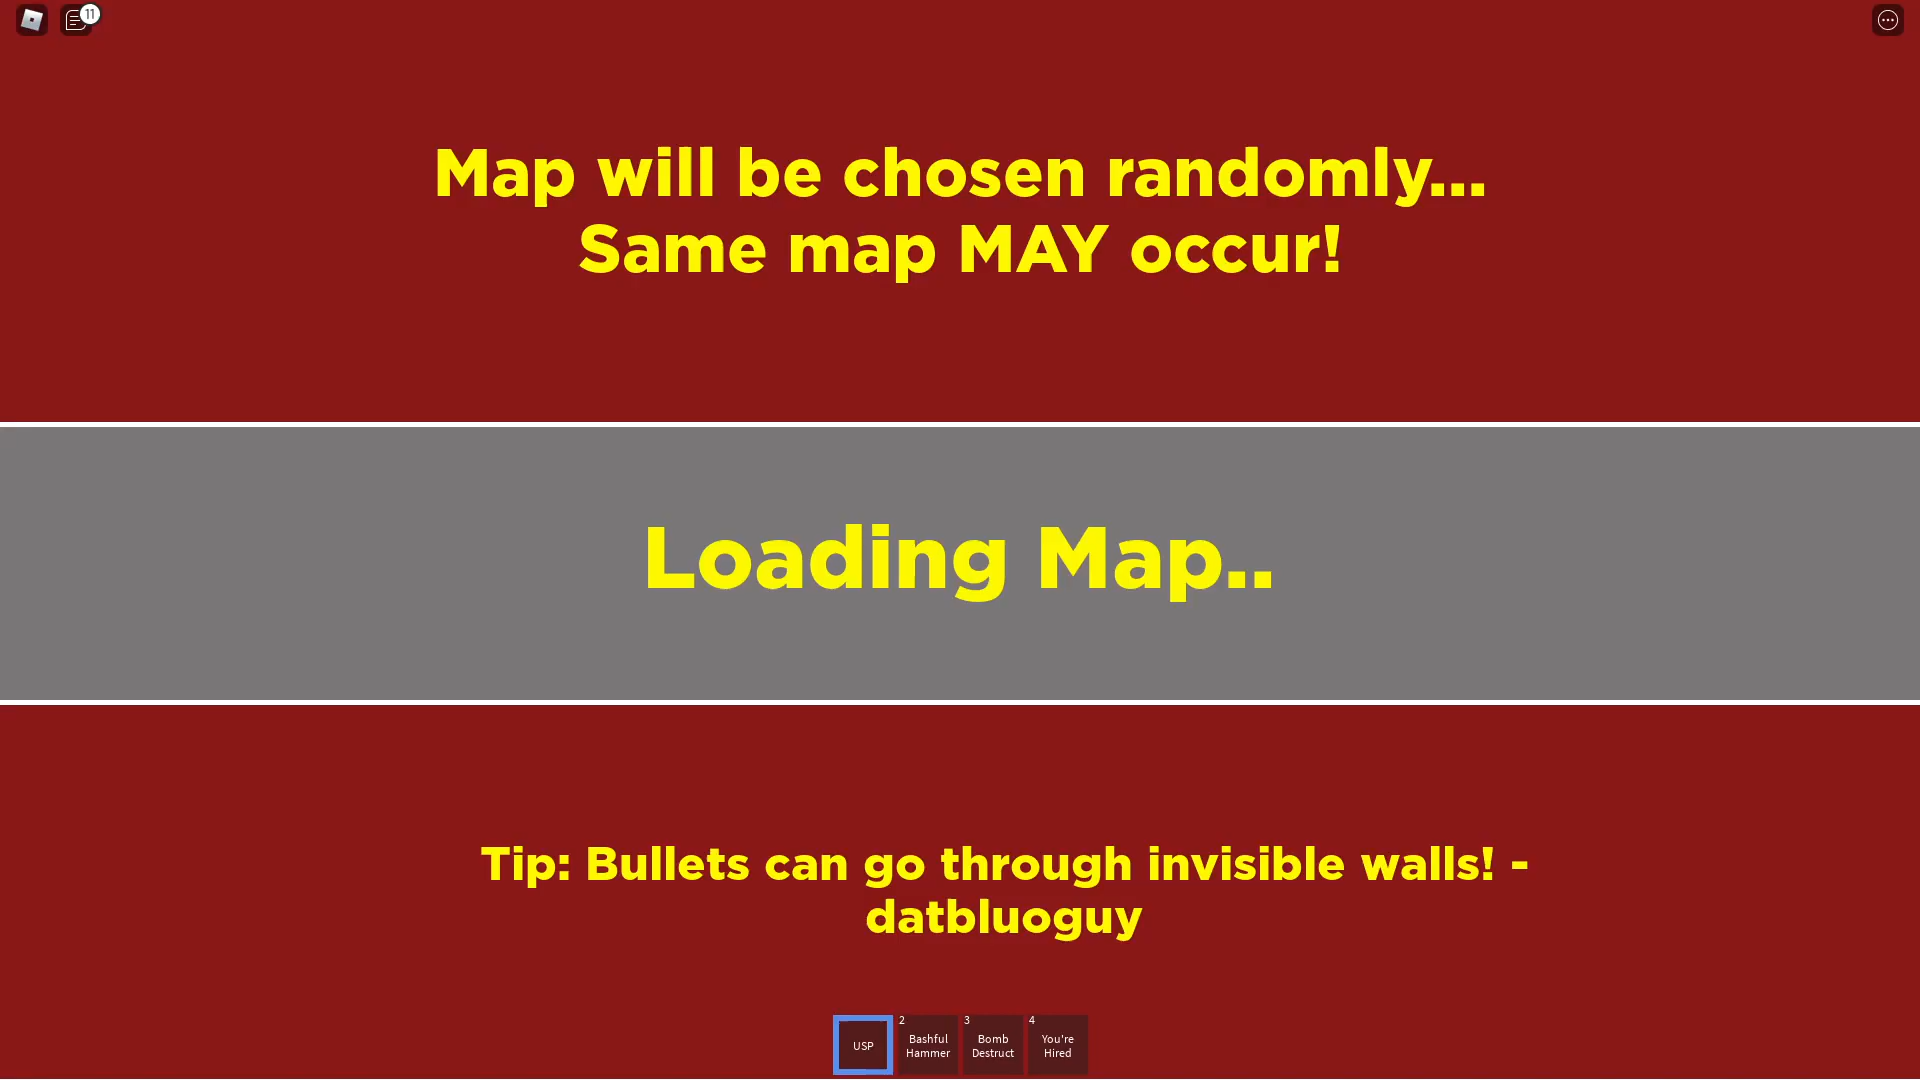 11
Map will be chosen randomly...
Same map MAY occur!
Loading Map..
Tip: Bullets can go through invisible walls! -
datbluoguy
USP
2
Bashful
Hammer
3
Bomb
Destruct
4
You're
Hired